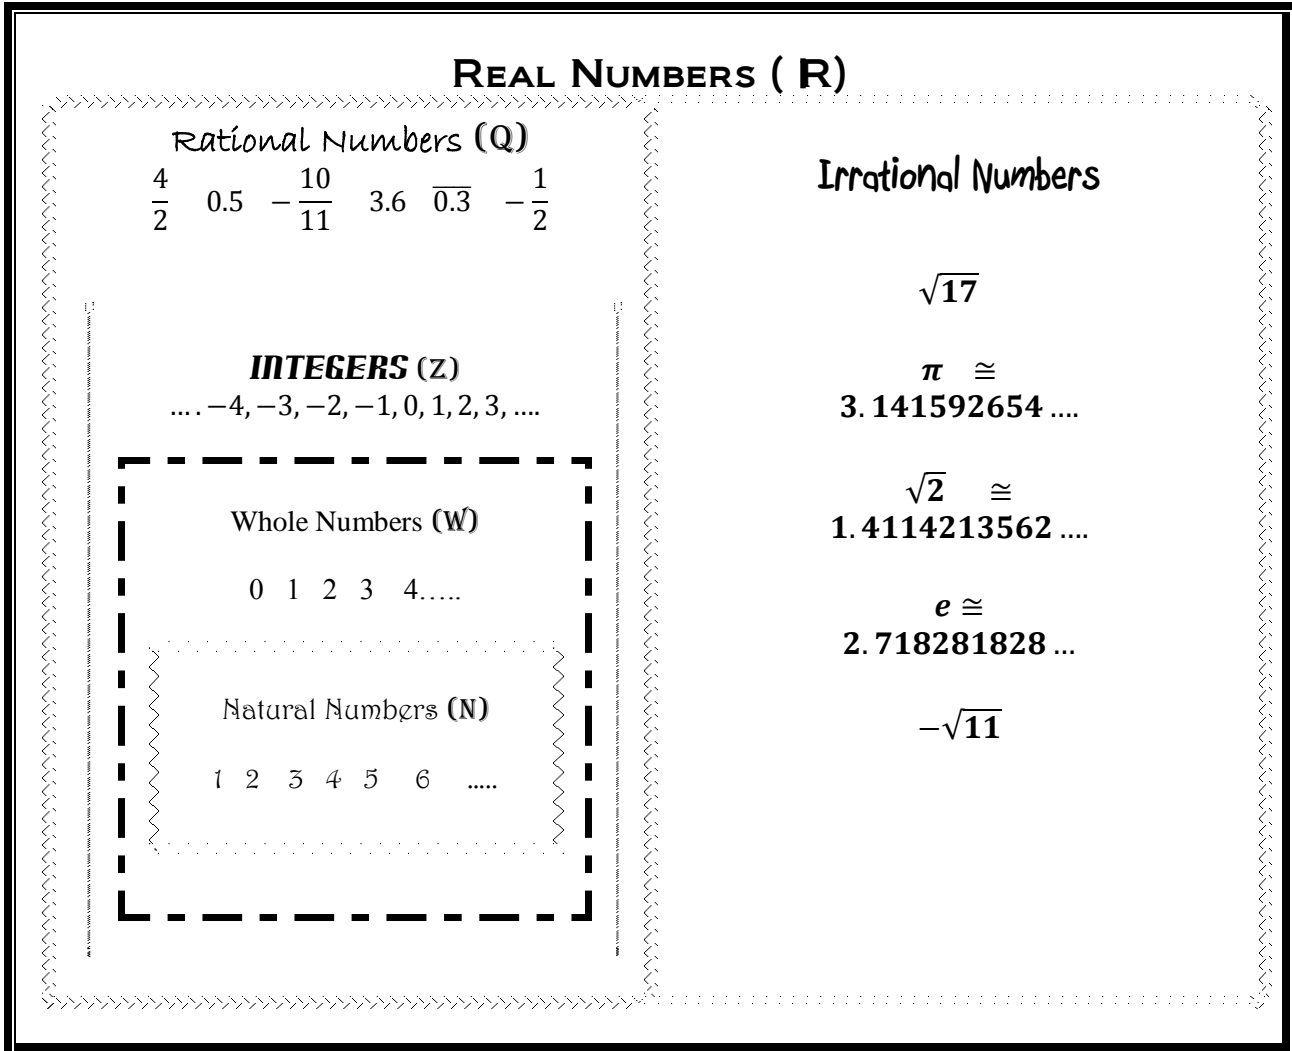 REAL NUMBERS ( ℝ)
Rational Numbers (Q)
4/2 0.5 −10/11 3.6 0.3̅ −1/2
INTEGERS (Z)
.... −4, −3, −2, −1, 0, 1, 2, 3, ....
Whole Numbers (W)
0 1 2 3 4.....
Natural Numbers (N)
1 2 3 4 5 6 .....
Irrational Numbers
√17
π ≅
3.141592654 ....
√2 ≅
1.4114213562 ....
e ≅
2.718281828 ...
−√11